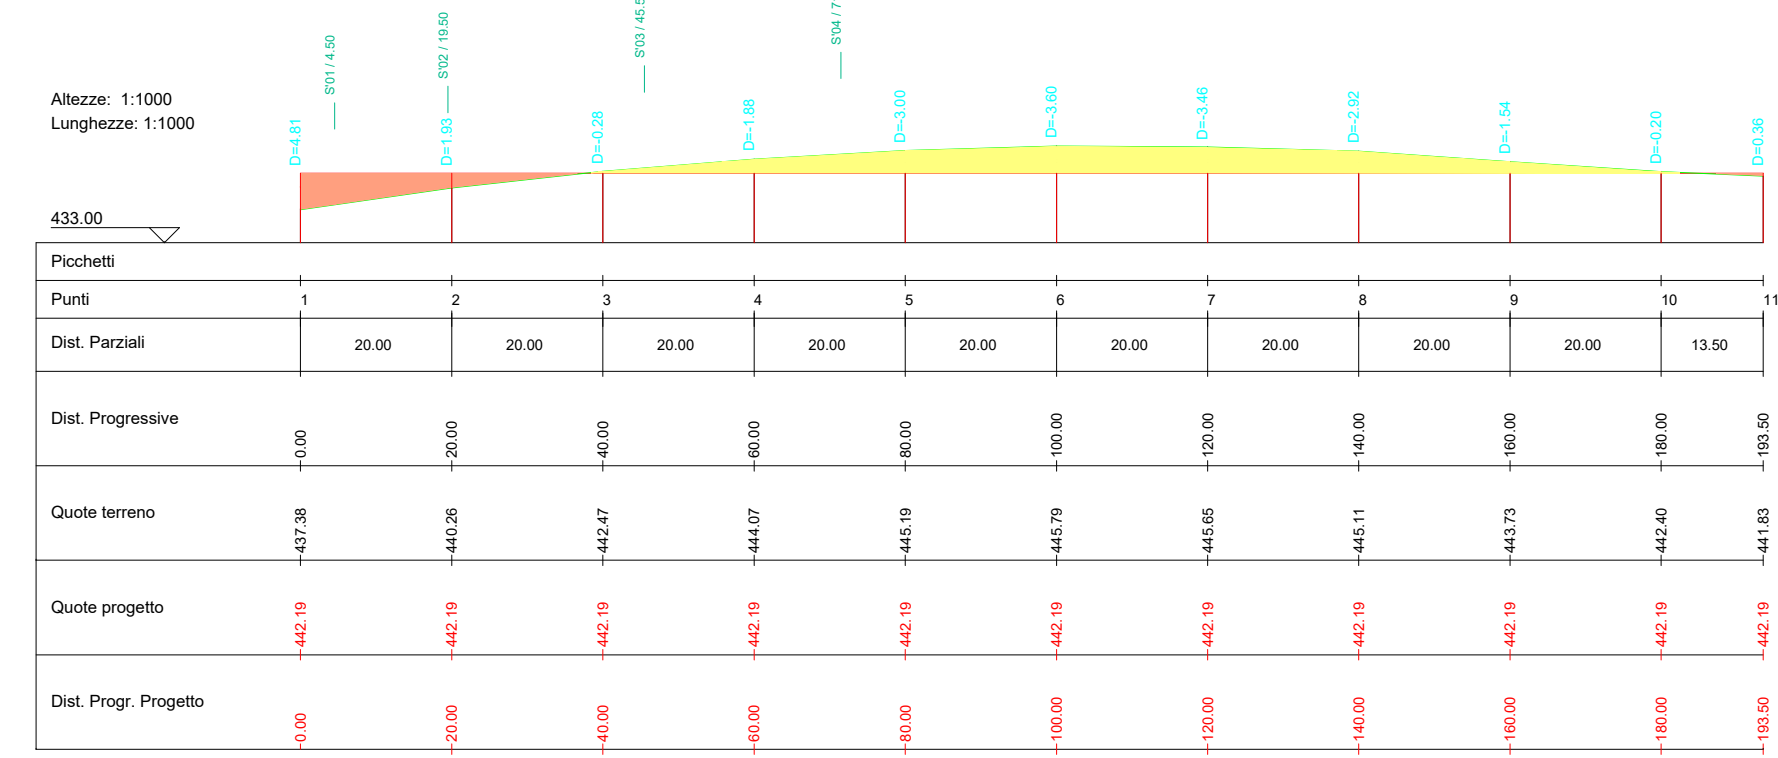 S'01 / 4.50
S'02 / 19.50
Altezze: 1:1000
Lunghezze: 1:1000
D=4.81 D=1.93 D=-0.28 D=-1.88 D=-3.00 D=-3.60 D=-3.46 D=-2.92 D=-1.54 D=-0.20 D=0.36
433.00
Picchetti
Punti 1 2 3 4 5 6 7 8 9 10 11
Dist. Parziali 20.00 20.00 20.00 20.00 20.00 20.00 20.00 20.00 20.00 13.50
Dist. Progressive 0.00 20.00 40.00 60.00 80.00 100.00 120.00 140.00 160.00 180.00 193.50
Quote terreno 437.38 440.26 442.47 444.07 445.19 445.79 445.65 445.11 443.73 442.40 441.83
Quote progetto 442.19 442.19 442.19 442.19 442.19 442.19 442.19 442.19 442.19 442.19 442.19
Dist. Progr. Progetto 0.00 20.00 40.00 60.00 80.00 100.00 120.00 140.00 160.00 180.00 193.50
S'03 /
S'04 /